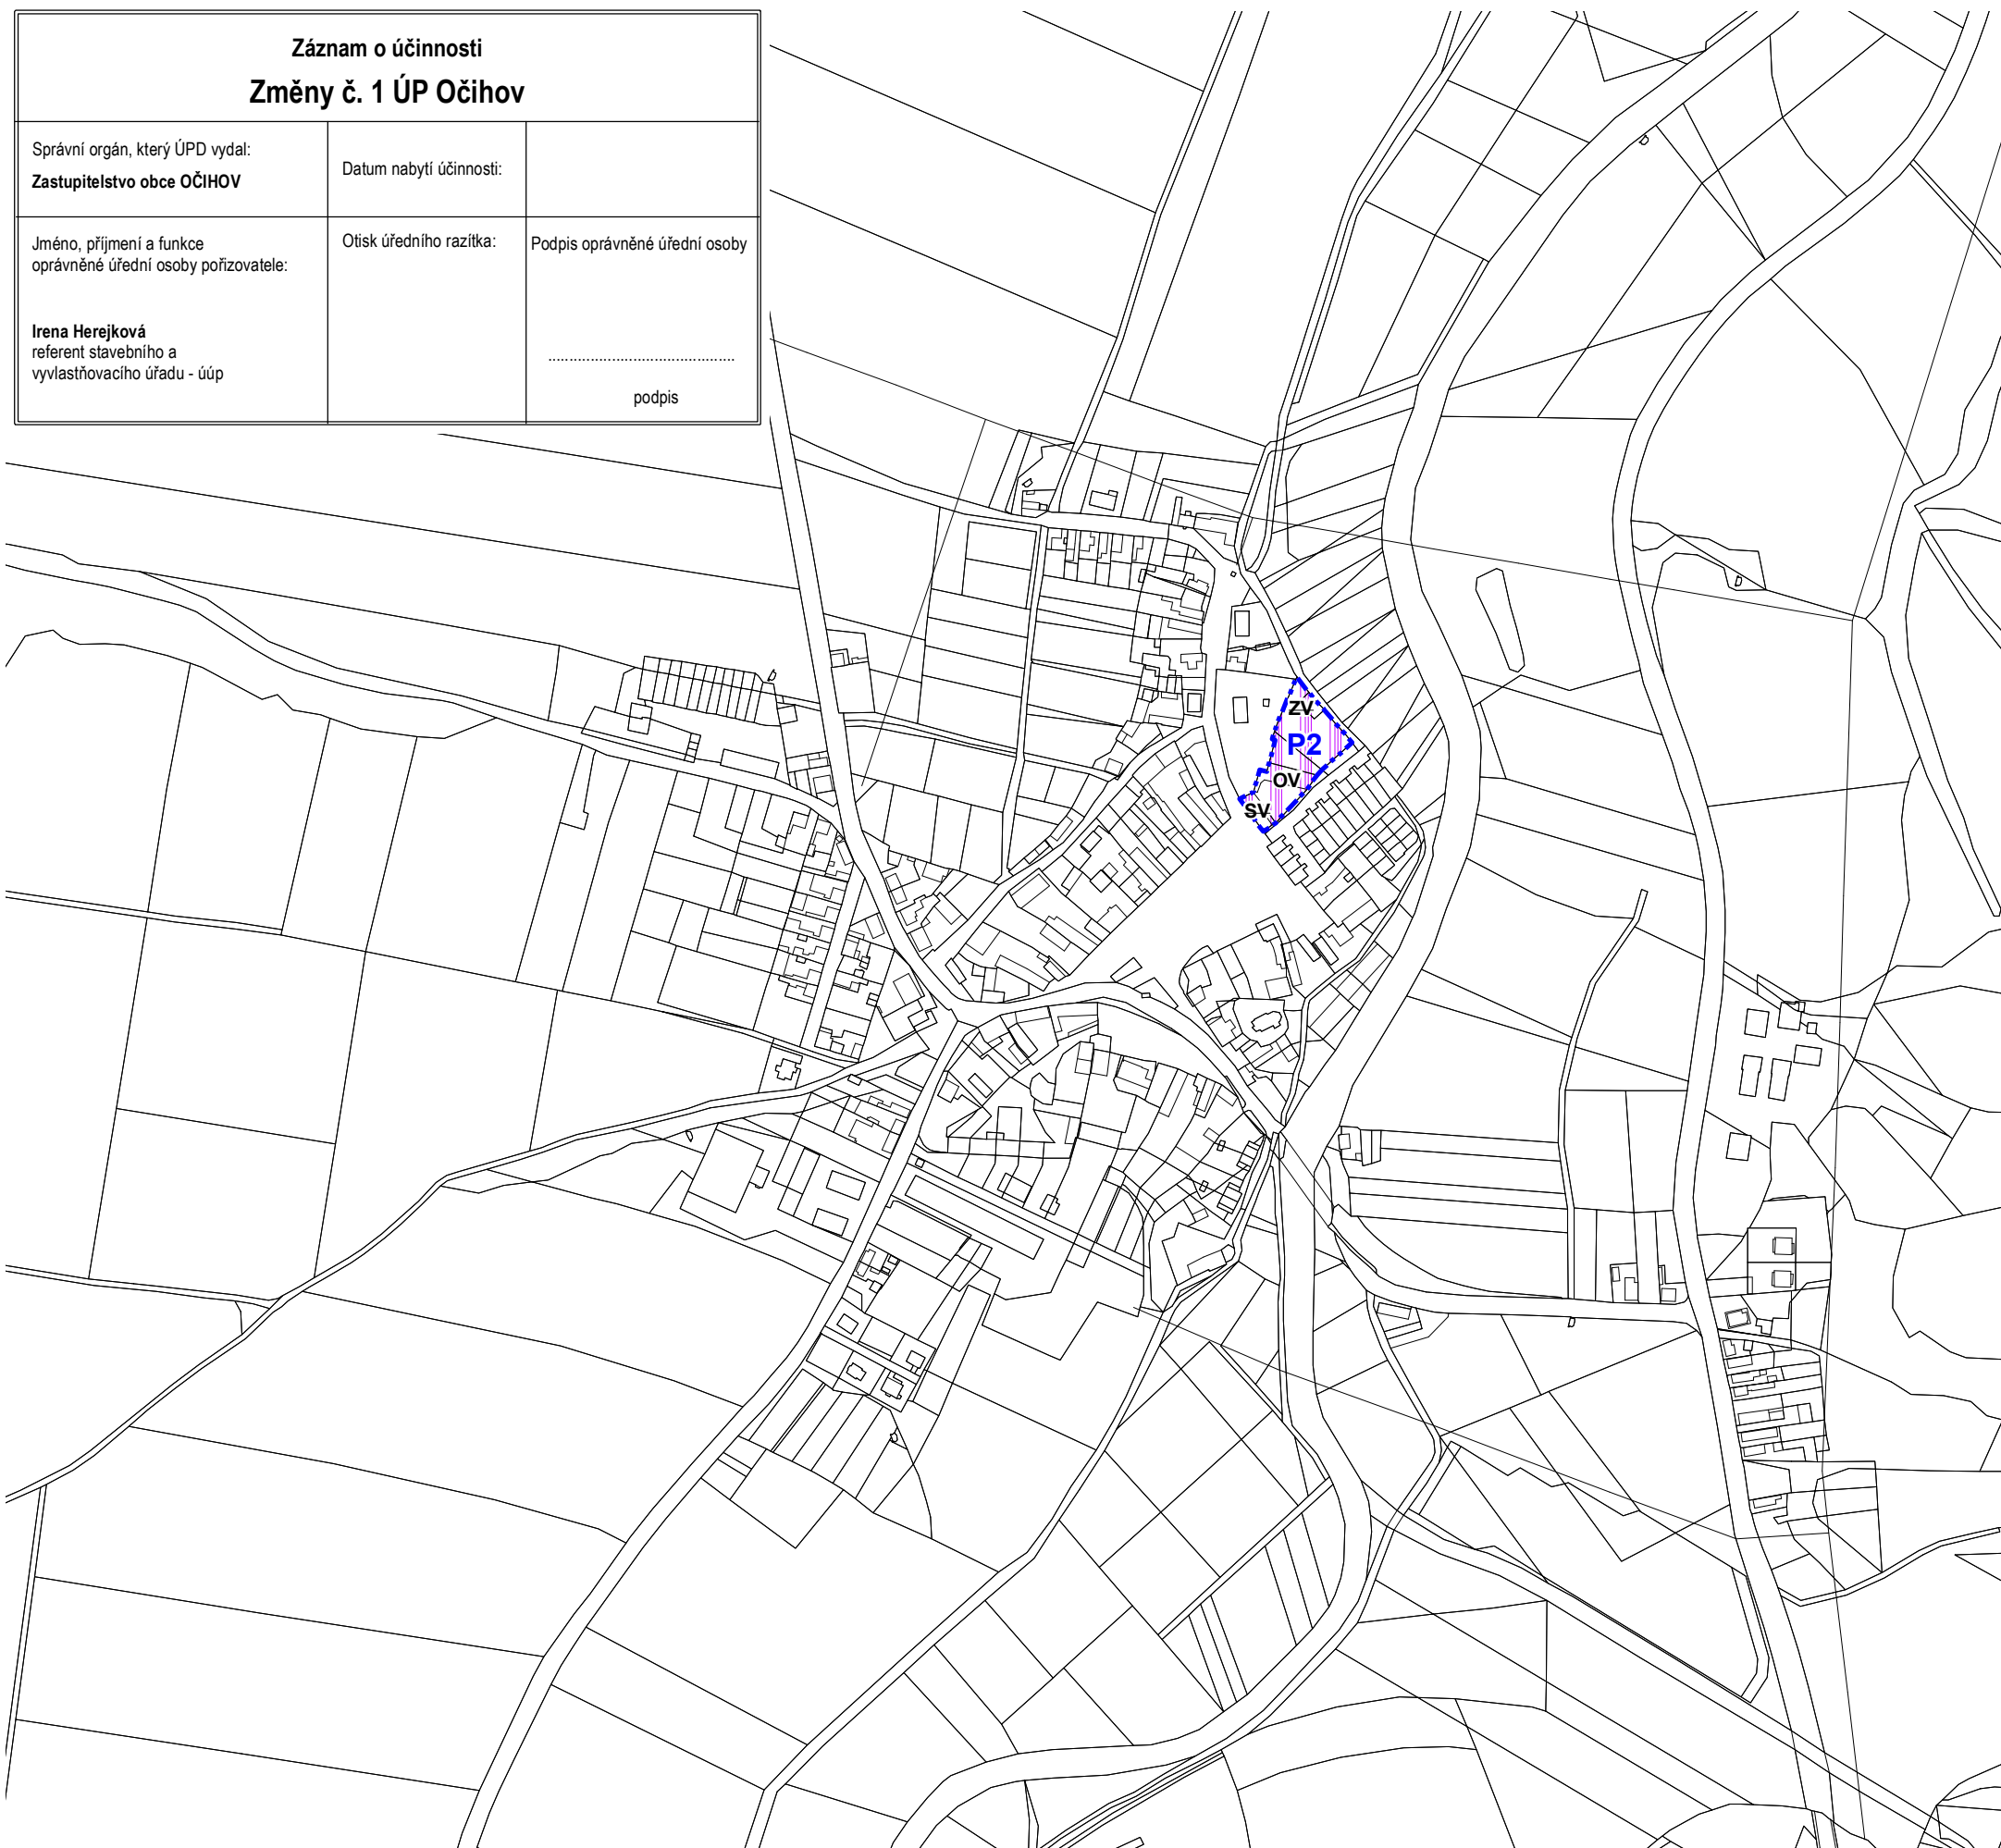 Záznam o účinnosti
Změny č. 1 ÚP Očihov
Správní orgán, který ÚPD vydal:
Zastupitelstvo obce OČIHOV
Datum nabytí účinnosti:
Jméno, příjmení a funkce
oprávněné úřední osoby pořizovatele:
Irena Herejková
referent stavebního a
vyvlastňovacího úřadu - úúp
Otisk úředního razítka:
Podpis oprávněné úřední osoby
............................................
podpis
ZV
P2
OV
SV